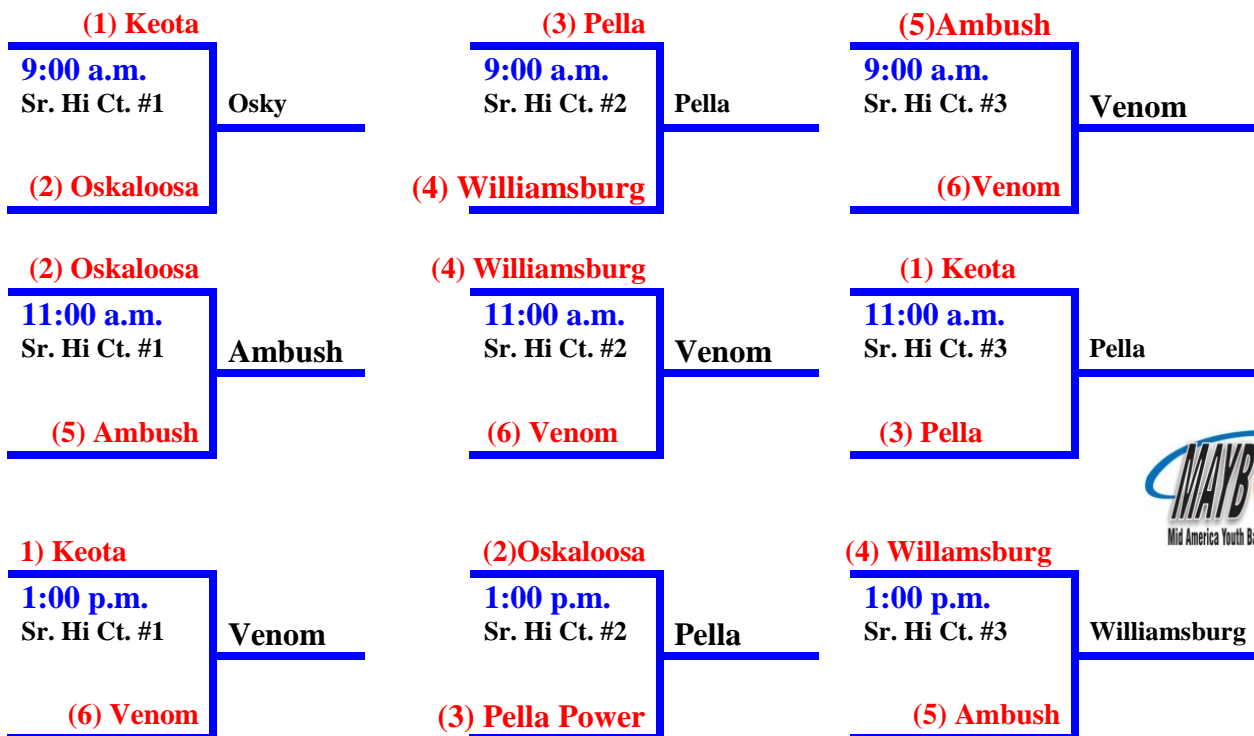 (1) Keota
9:00 a.m.
Sr. Hi Ct. #1
Osky
(2) Oskaloosa
(3) Pella
9:00 a.m.
Sr. Hi Ct. #2
Pella
(4) Williamsburg
(5)Ambush
9:00 a.m.
Sr. Hi Ct. #3
Venom
(6)Venom
(2) Oskaloosa
11:00 a.m.
Sr. Hi Ct. #1
Ambush
(5) Ambush
(4) Williamsburg
11:00 a.m.
Sr. Hi Ct. #2
Venom
(6) Venom
(1) Keota
11:00 a.m.
Sr. Hi Ct. #3
Pella
(3) Pella
MAYB
Mid America Youth Ba
1) Keota
1:00 p.m.
Sr. Hi Ct. #1
Venom
(6) Venom
(2)Oskaloosa
1:00 p.m.
Sr. Hi Ct. #2
Pella
(3) Pella Power
(4) Willamsburg
1:00 p.m.
Sr. Hi Ct. #3
Williamsburg
(5) Ambush